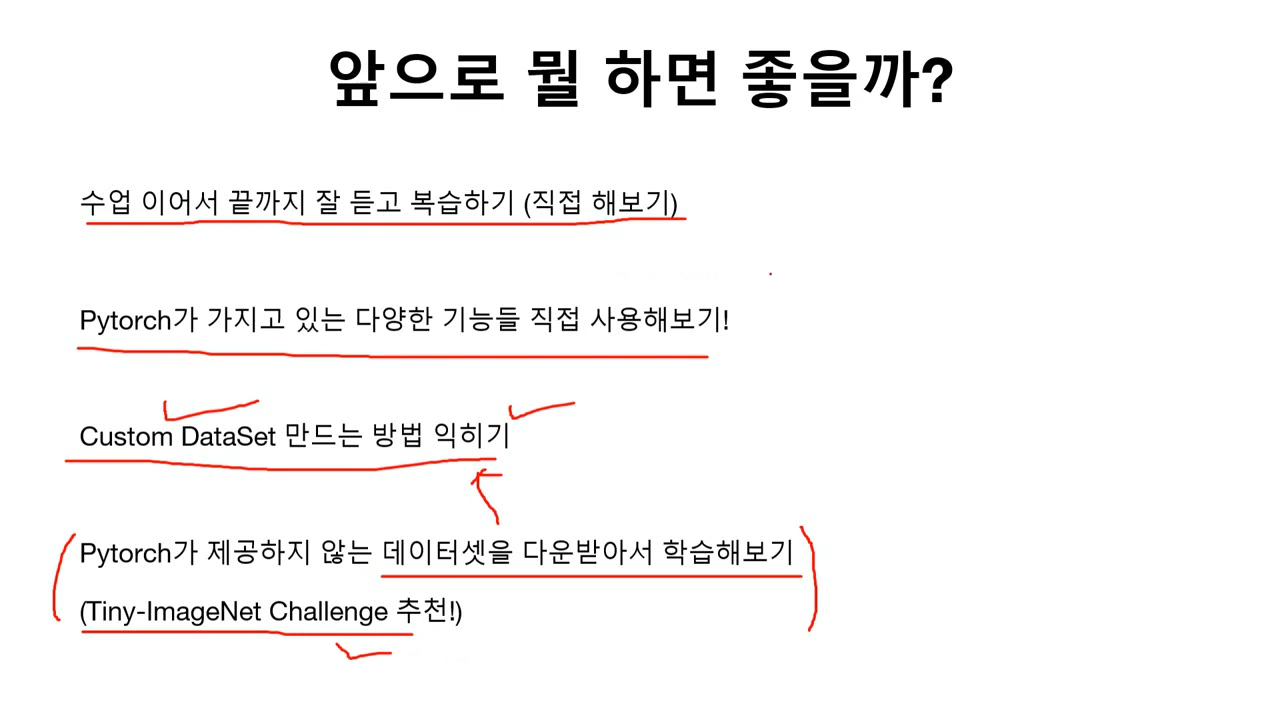 앞으로 뭘 하면 좋을까?
수업 이어서 끝까지 잘 듣고 복습하기 (직접 해보기)
Pytorch가 가지고 있는 다양한 기능들 직접 사용해보기!
Custom DataSet 만드는 방법 익히기
Pytorch가 제공하지 않는 데이터셋을 다운받아서 학습해보기
(Tiny-ImageNet Challenge 추천!)